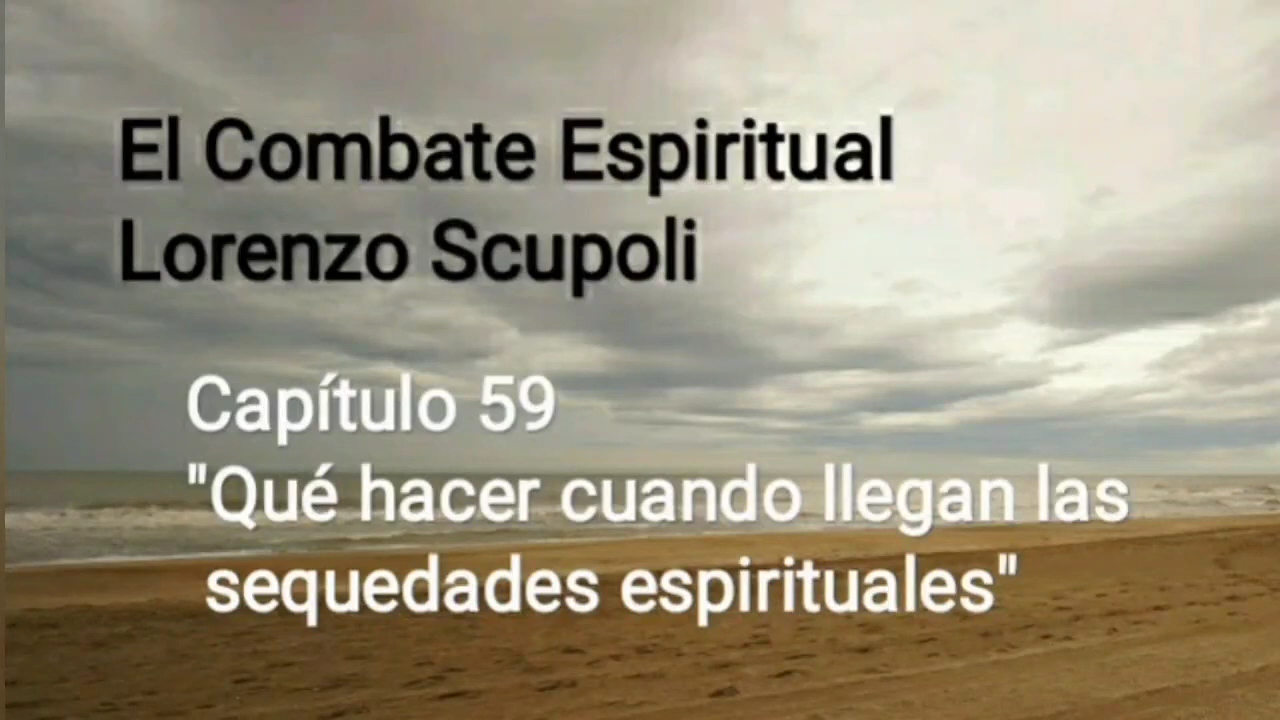 El Combate Espiritual
Lorenzo Scupoli
Capítulo 59
"Qué hacer cuando llegan las
sequedades espirituales"